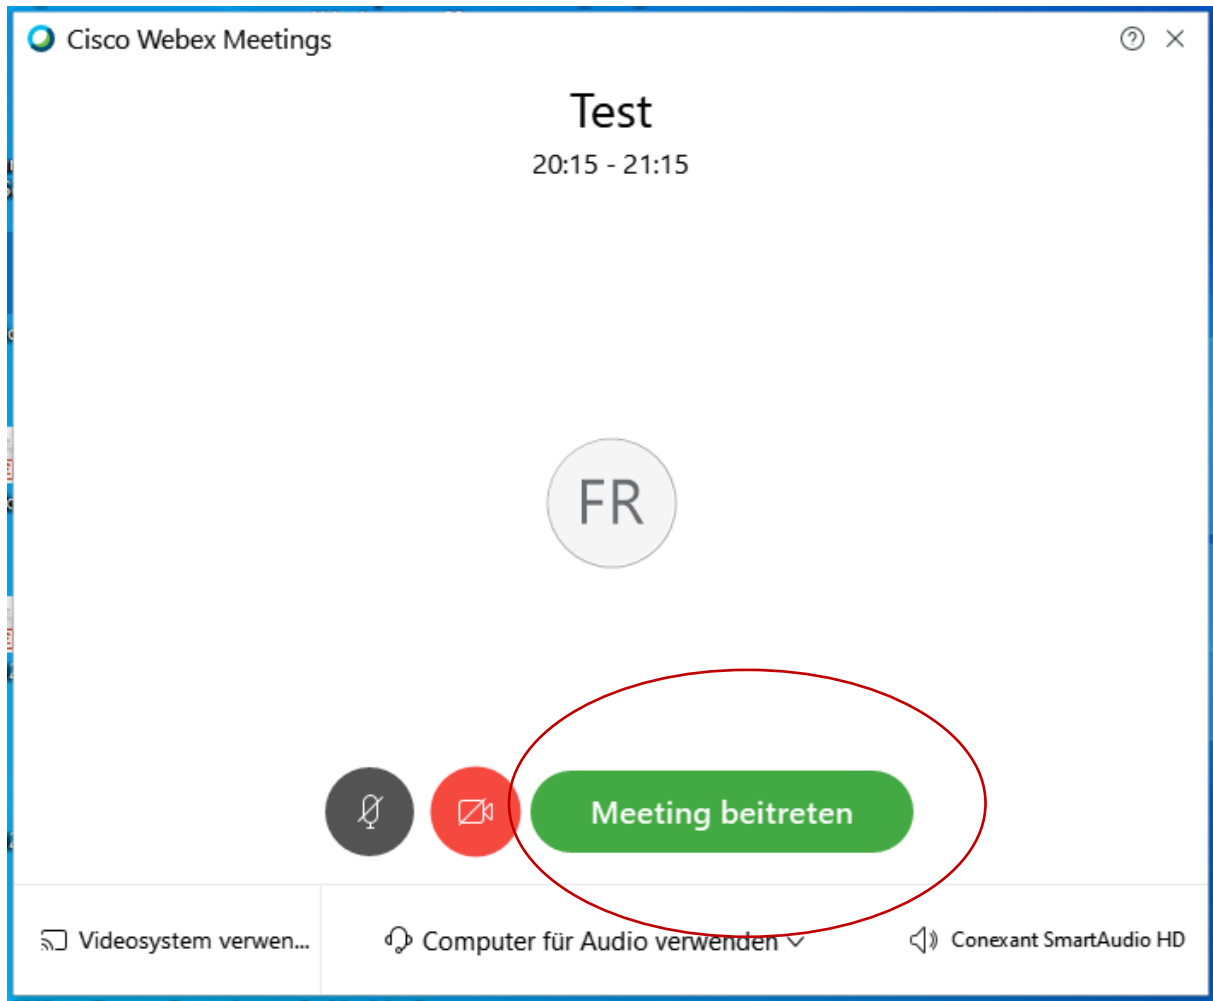 Cisco Webex Meetings
Test
20:15 - 21:15
FR
Meeting beitreten
Videosystem verwen...
Computer für Audio verwenden
Conexant SmartAudio HD